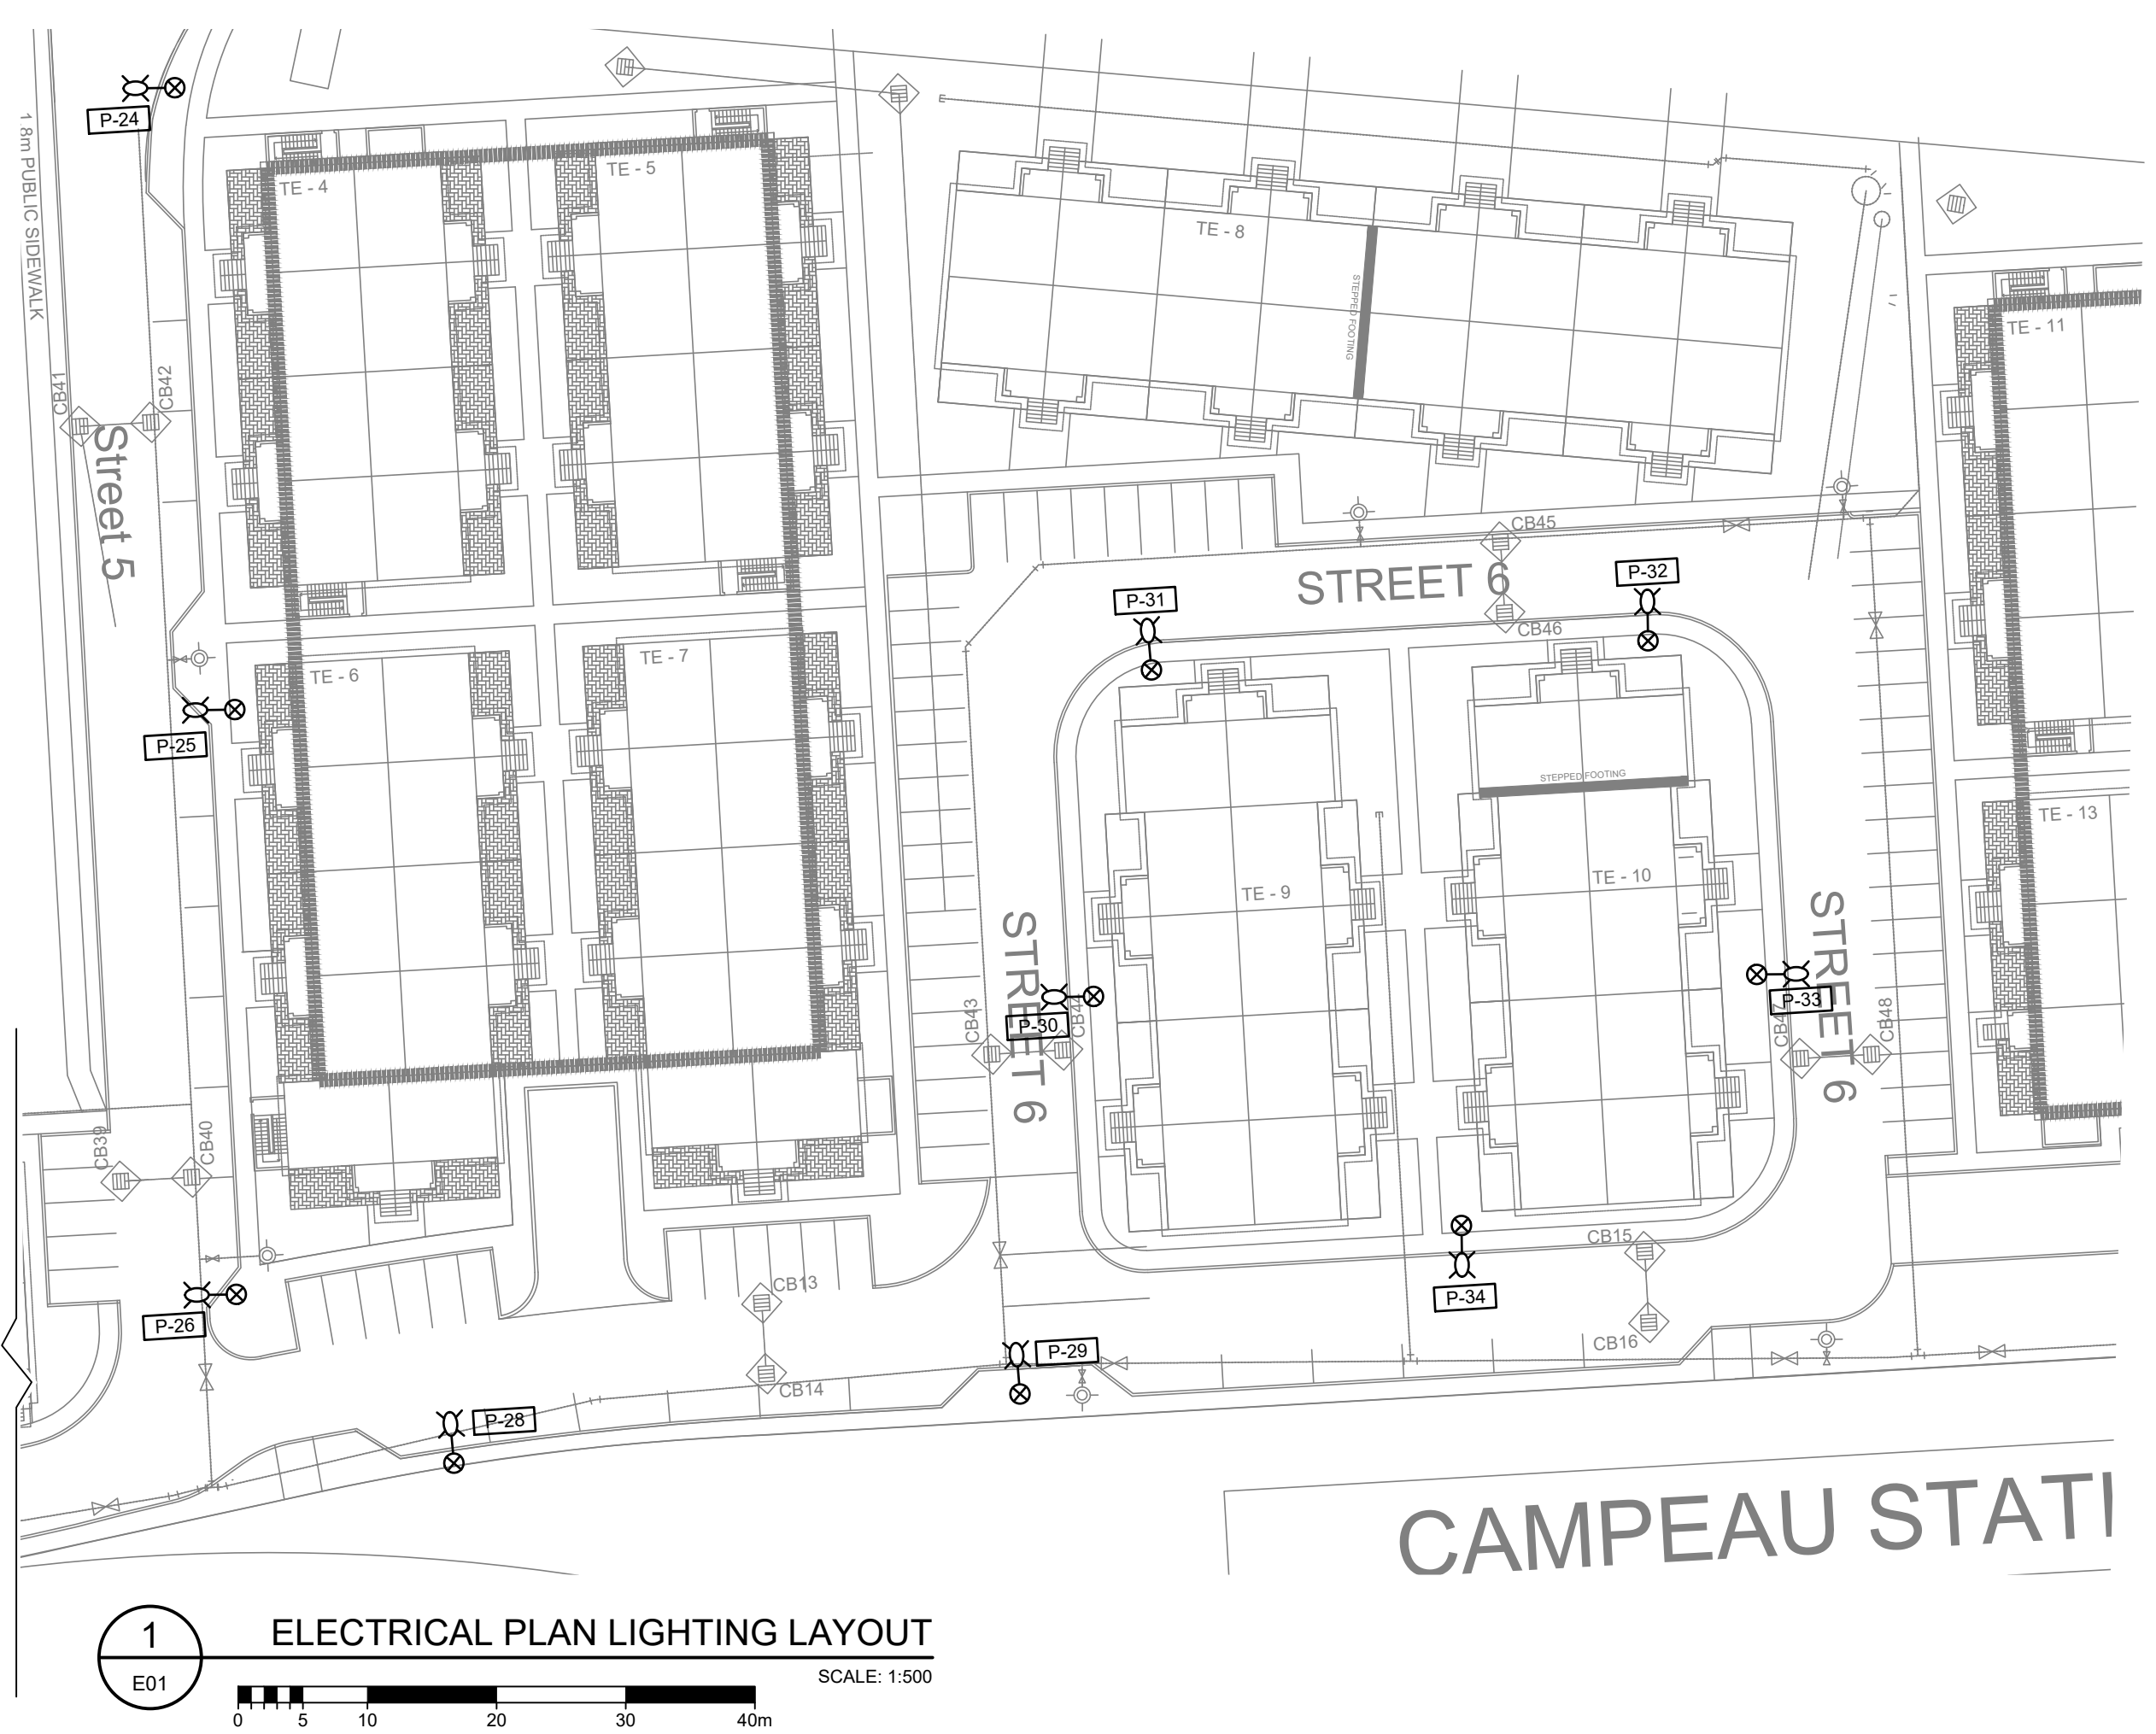 P-24
1.8m PUBLIC SIDEWALK
TE - 4
TE - 5
TE - 8
STEPPED FOOTING
TE - 11
CB41
CB42
Street 5
CB45
STREET 6
P-32
P-31
CB46
TE - 6
TE - 7
P-25
STEPPED FOOTING
TE - 13
TE - 9
TE - 10
STREET 6
STREET 6
CB43
P-30
P-33
CB48
CB39
CB40
CB15
CB13
P-34
P-26
CB16
P-29
CB14
P-28
CAMPEAU STATI
1
E01
ELECTRICAL PLAN LIGHTING LAYOUT
SCALE: 1:500
0 5 10 20 30 40m